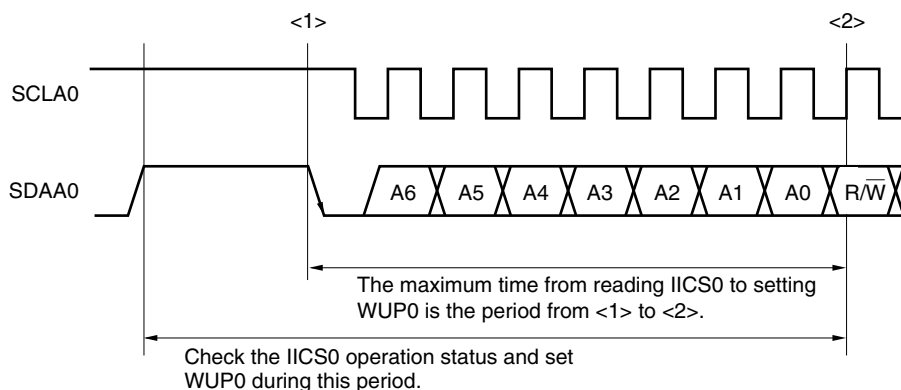 <1>
<2>
SCLA0
SDAA0
A6 A5 A4 A3 A2 A1 A0 R/W̅
The maximum time from reading IICS0 to setting
WUP0 is the period from <1> to <2>.
Check the IICS0 operation status and set
WUP0 during this period.